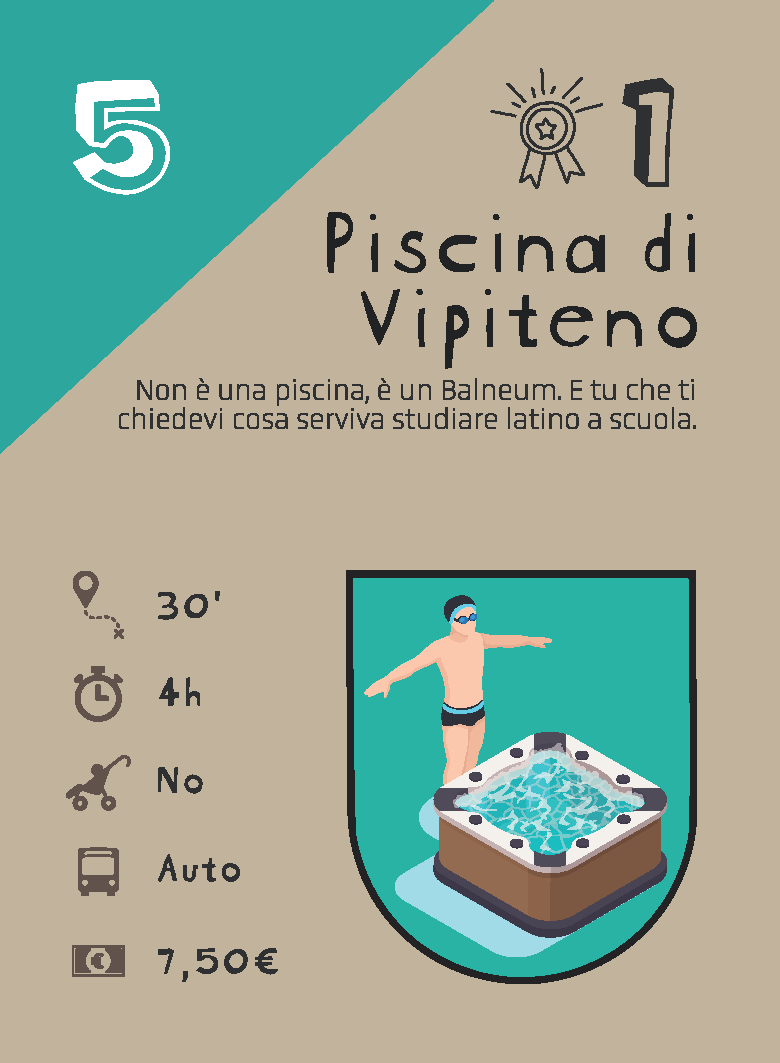 5
1
Piscina di
Vipiteno
Non è una piscina, è un Balneum. E tu che ti
chiedevi cosa serviva studiare latino a scuola.
30'
4h
No
Auto
7,50€